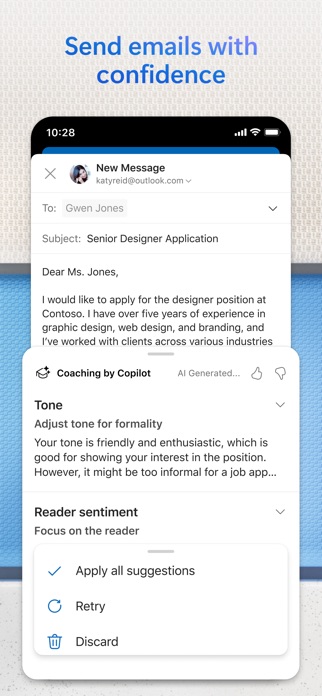 Send emails with
confidence
10:28
New Message
katyreid@outlook.com
To: Gwen Jones
Subject: Senior Designer Application
Dear Ms. Jones,
I would like to apply for the designer position at
Contoso. I have over five years of experience in
graphic design, web design, and branding, and
I've worked with clients across various industries
Coaching by Copilot AI Generated...
Tone
Adjust tone for formality
Your tone is friendly and enthusiastic, which is
good for showing your interest in the position.
However, it might be too informal for a job app...
Reader sentiment
Focus on the reader
Apply all suggestions
Retry
Discard